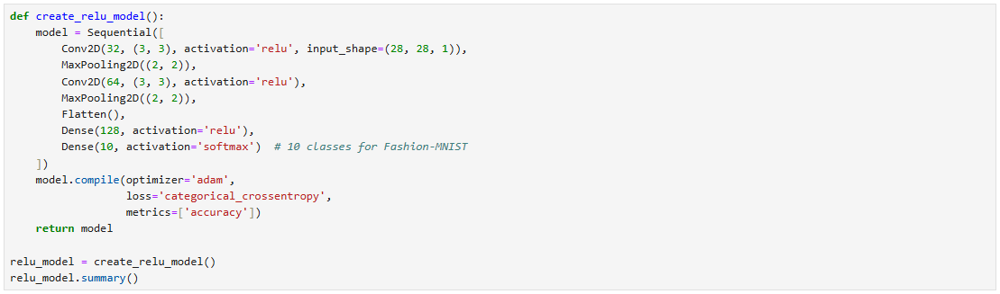 def create_relu_model():
    model = Sequential([
        Conv2D(32, (3, 3), activation='relu', input_shape=(28, 28, 1)),
        MaxPooling2D((2, 2)),
        Conv2D(64, (3, 3), activation='relu'),
        MaxPooling2D((2, 2)),
        Flatten(),
        Dense(128, activation='relu'),
        Dense(10, activation='softmax')  # 10 classes for Fashion-MNIST
    ])
    model.compile(optimizer='adam',
                  loss='categorical_crossentropy',
                  metrics=['accuracy'])
    return model

relu_model = create_relu_model()
relu_model.summary()